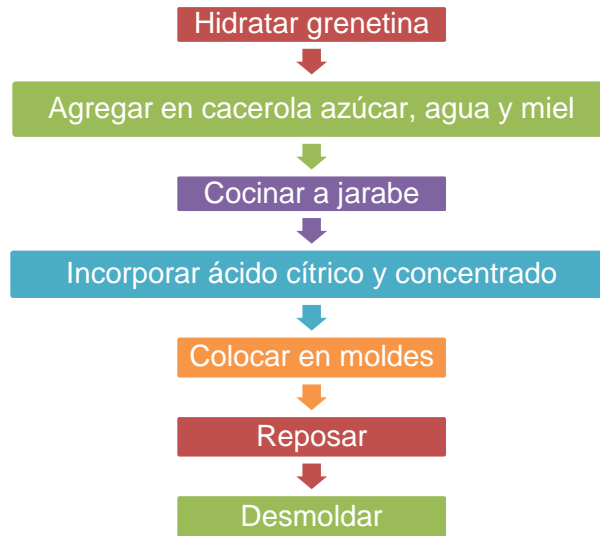 Hidratar grenetina
Agregar en cacerola azúcar, agua y miel
Cocinar a jarabe
Incorporar ácido cítrico y concentrado
Colocar en moldes
Reposar
Desmoldar